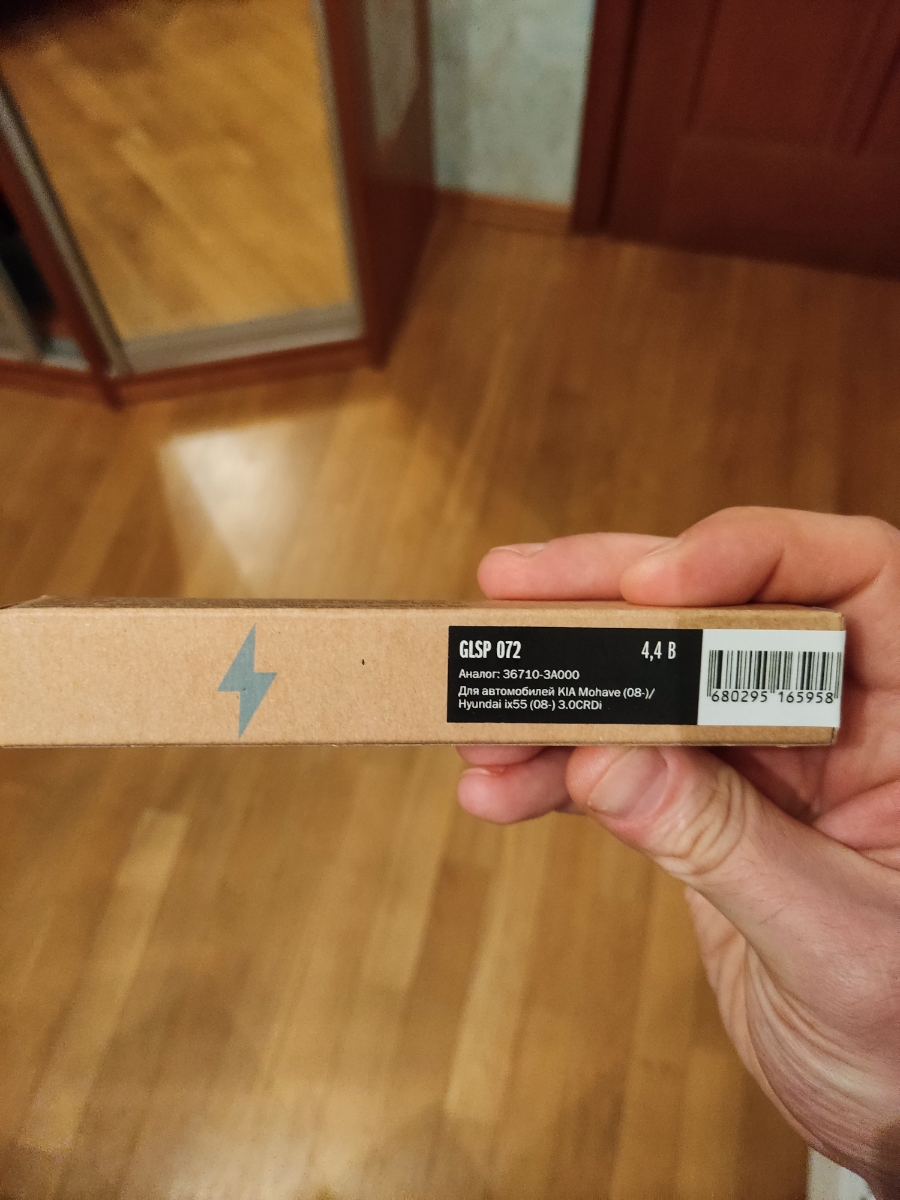 GLSP 072 4,4 В
Аналог: 36710-3A000
Для автомобилей KIA Mohave (08-)/
Hyundai ix55 (08-) 3.0CRDi
680295 165958